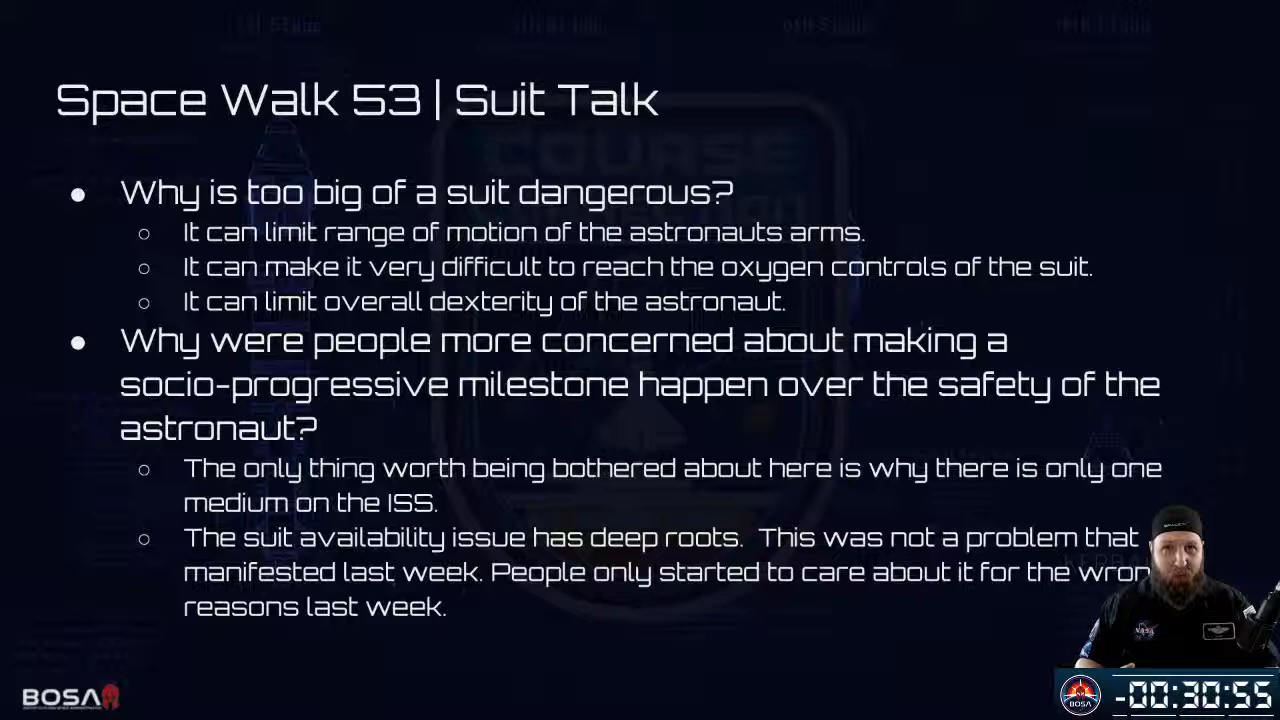 Space Walk 53 | Suit Talk
● Why is too big of a suit dangerous?
○ It can limit range of motion of the astronauts arms.
○ It can make it very difficult to reach the oxygen controls of the suit.
○ It can limit overall dexterity of the astronaut.
● Why were people more concerned about making a
socio-progressive milestone happen over the safety of the
astronaut?
○ The only thing worth being bothered about here is why there is only one
medium on the ISS.
○ The suit availability issue has deep roots. This was not a problem that
manifested last week. People only started to care about it for the wron
reasons last week.
NASA
BOSA
BOSA
-00:30:55
COURSE